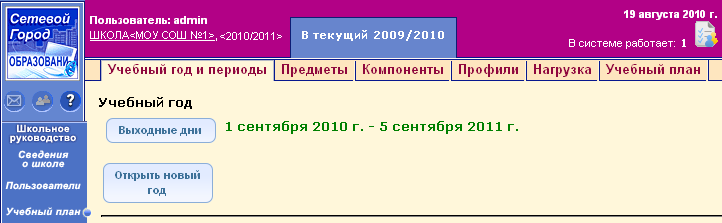 Сетевой
Город
ОБРАЗОВАНИ
Пользователь: admin
ШКОЛА<МОУ СОШ №1>, <2010/2011>
В текущий 2009/2010
19 августа 2010 г.
В системе работает: 1
Учебный год и периоды
Предметы
Компоненты
Профили
Нагрузка
Учебный план
?
Школьное
руководство
Сведения
о школе
Пользователи
Учебный план
Учебный год
Выходные дни
1 сентября 2010 г. - 5 сентября 2011 г.
Открыть новый
год